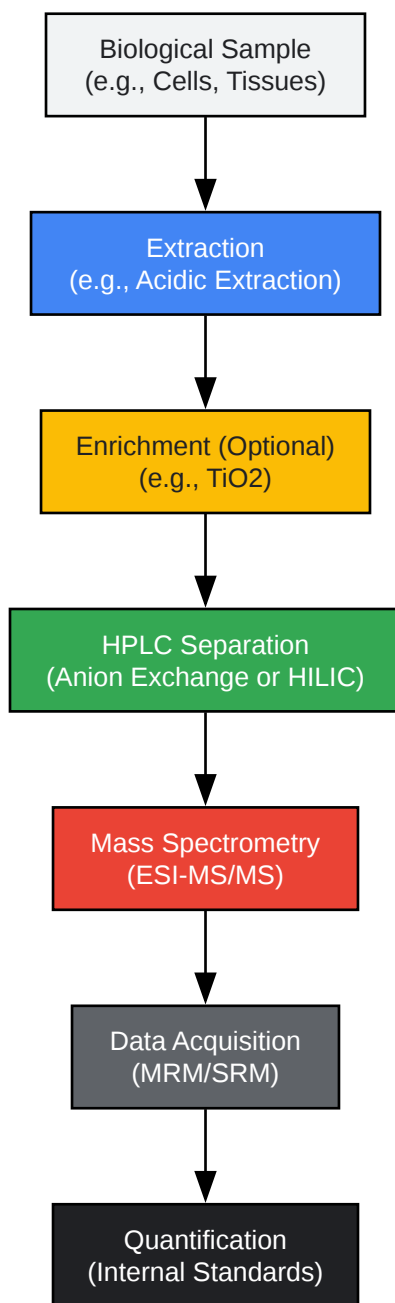 Biological Sample
(e.g., Cells, Tissues)
Extraction
(e.g., Acidic Extraction)
Enrichment (Optional)
(e.g., TiO2)
HPLC Separation
(Anion Exchange or HILIC)
Mass Spectrometry
(ESI-MS/MS)
Data Acquisition
(MRM/SRM)
Quantification
(Internal Standards)